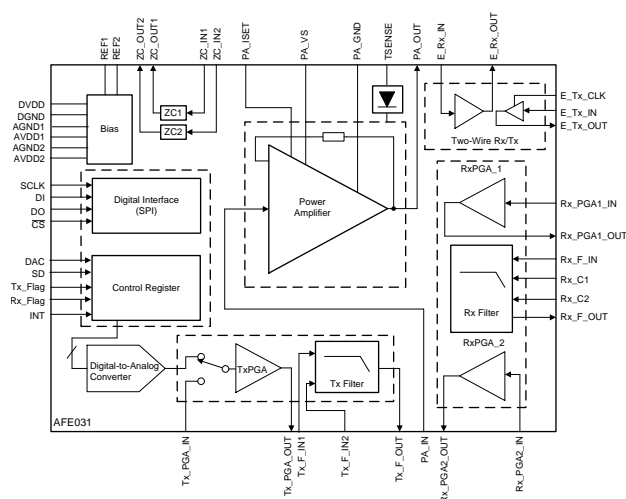 REF1
REF2
ZC_OUT2
ZC_OUT1
ZC_IN1
ZC_IN2
PA_ISET
PA_VS
PA_GND
TSENSE
PA_OUT
E_Rx_IN
E_Rx_OUT
DVDD
DGND
AGND1
AVDD1
AGND2
AVDD2
Bias
ZC1
ZC2
E_Tx_CLK
E_Tx_IN
E_Tx_OUT
Two-Wire Rx/Tx
SCLK
DI
DO
CS
Digital Interface
(SPI)
Power
Amplifier
RxPGA_1
Rx_PGA1_IN
Rx_PGA1_OUT
DAC
SD
Tx_Flag
Rx_Flag
INT
Control Register
Rx_F_IN
Rx_C1
Rx_C2
Rx_F_OUT
Rx Filter
RxPGA_2
Digital-to-Analog
Converter
TxPGA
Tx Filter
AFE031
Tx_PGA_IN
Tx_PGA_OUT
Tx_F_IN1
Tx_F_IN2
Tx_F_OUT
PA_IN
Rx_PGA2_OUT
Rx_PGA2_IN